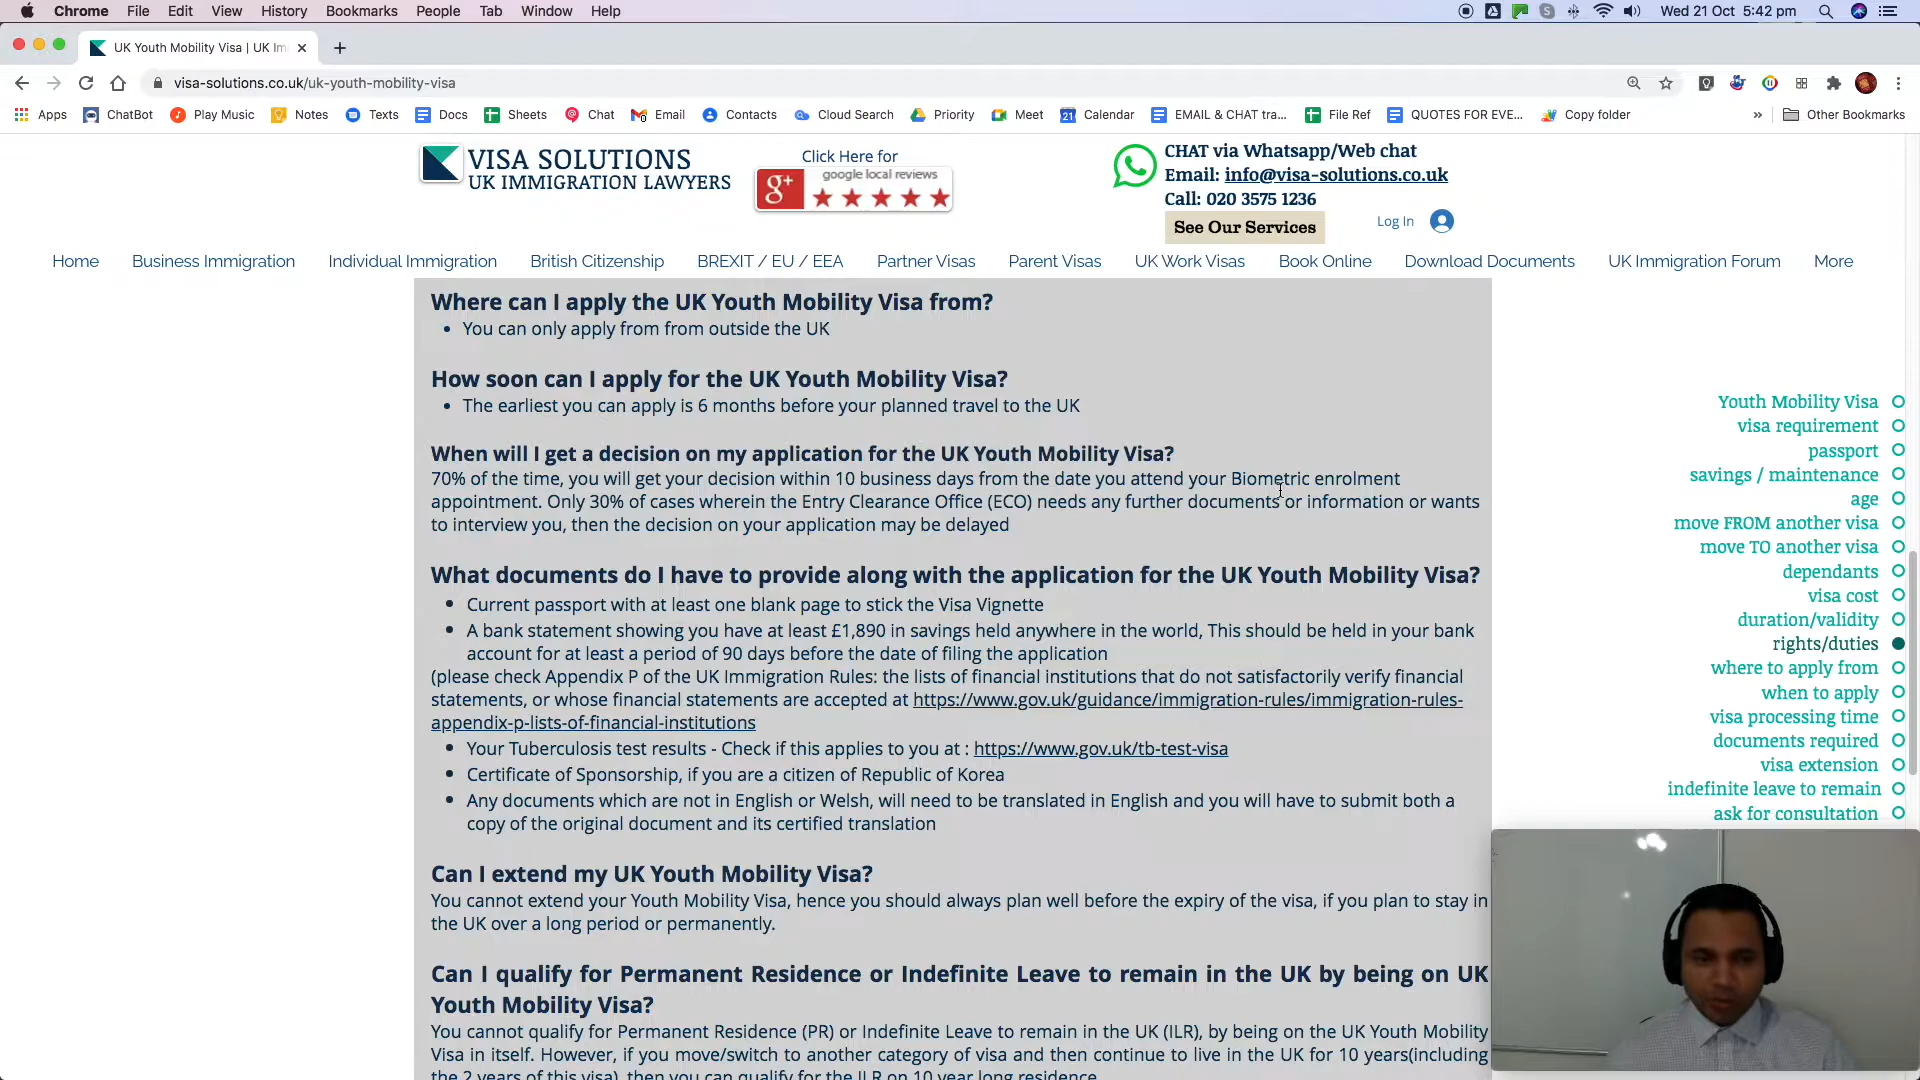 Chrome File Edit View History Bookmarks People Tab Window Help Wed 21 Oct 5:42 pm
UK Youth Mobility Visa | UK Im
visa-solutions.co.uk/uk-youth-mobility-visa
Apps ChatBot Play Music Notes Texts Docs Sheets Chat Email Contacts Cloud Search Priority Meet Calendar EMAIL & CHAT tra... File Ref QUOTES FOR EVE... Copy folder » Other Bookmarks
VISA SOLUTIONS
UK IMMIGRATION LAWYERS
Click Here for
g+ google local reviews
CHAT via Whatsapp/Web chat
Email: info@visa-solutions.co.uk
Call: 020 3575 1236
See Our Services
Log In
Home Business Immigration Individual Immigration British Citizenship BREXIT / EU / EEA Partner Visas Parent Visas UK Work Visas Book Online Download Documents UK Immigration Forum More
Where can I apply the UK Youth Mobility Visa from?
• You can only apply from from outside the UK
How soon can I apply for the UK Youth Mobility Visa?
• The earliest you can apply is 6 months before your planned travel to the UK
When will I get a decision on my application for the UK Youth Mobility Visa?
70% of the time, you will get your decision within 10 business days from the date you attend your Biometric enrolment
appointment. Only 30% of cases wherein the Entry Clearance Office (ECO) needs any further documents or information or wants
to interview you, then the decision on your application may be delayed
What documents do I have to provide along with the application for the UK Youth Mobility Visa?
• Current passport with at least one blank page to stick the Visa Vignette
• A bank statement showing you have at least £1,890 in savings held anywhere in the world, This should be held in your bank
account for at least a period of 90 days before the date of filing the application
(please check Appendix P of the UK Immigration Rules: the lists of financial institutions that do not satisfactorily verify financial
statements, or whose financial statements are accepted at https://www.gov.uk/guidance/immigration-rules/immigration-rules-
appendix-p-lists-of-financial-institutions
• Your Tuberculosis test results - Check if this applies to you at : https://www.gov.uk/tb-test-visa
• Certificate of Sponsorship, if you are a citizen of Republic of Korea
• Any documents which are not in English or Welsh, will need to be translated in English and you will have to submit both a
copy of the original document and its certified translation
Can I extend my UK Youth Mobility Visa?
You cannot extend your Youth Mobility Visa, hence you should always plan well before the expiry of the visa, if you plan to stay in
the UK over a long period or permanently.
Can I qualify for Permanent Residence or Indefinite Leave to remain in the UK by being on UK
Youth Mobility Visa?
You cannot qualify for Permanent Residence (PR) or Indefinite Leave to remain in the UK (ILR), by being on the UK Youth Mobility
Visa in itself. However, if you move/switch to another category of visa and then continue to live in the UK for 10 years(including
the 2 years of this visa), then you can qualify for the ILR on 10 year long residence
Youth Mobility Visa
visa requirement
passport
savings / maintenance
age
move FROM another visa
move TO another visa
dependants
visa cost
duration/validity
rights/duties
where to apply from
when to apply
visa processing time
documents required
visa extension
indefinite leave to remain
ask for consultation